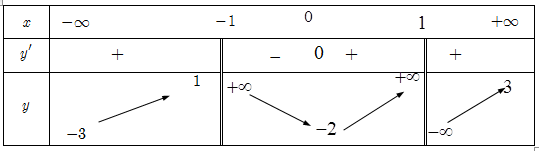 x −∞ −1 0 1 +∞
y′ + − 0 + +
1 +∞ +∞ 3
y
−3 −2 −∞